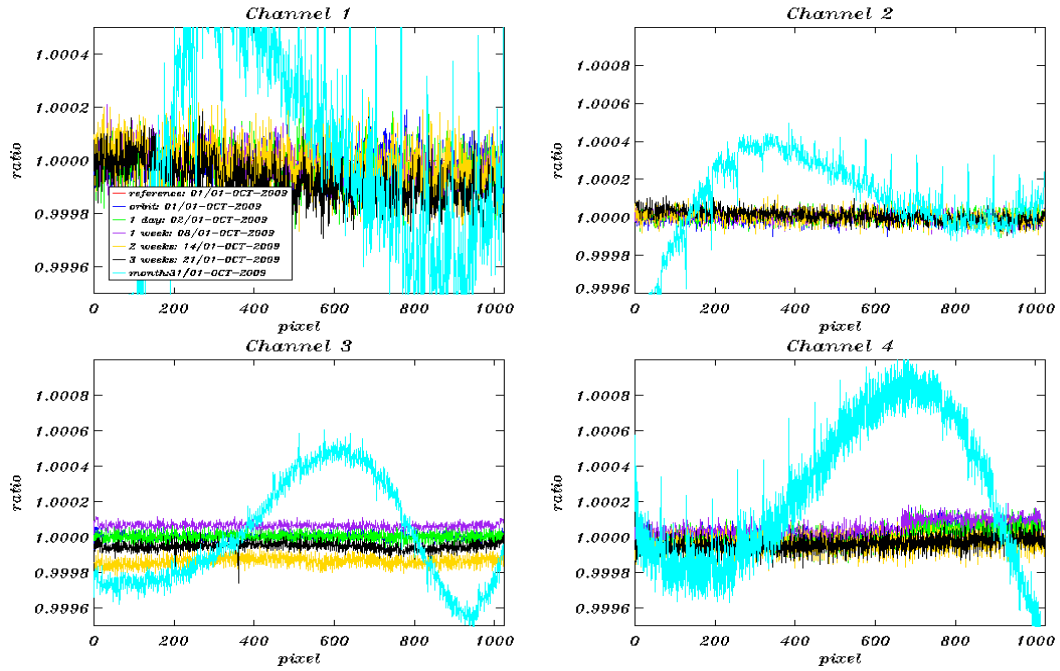 Channel 1
ratio
1.0004
1.0002
1.0000
0.9998
0.9996
reference: 01/01-OCT-2009
orbit: 01/01-OCT-2009
1 day: 02/01-OCT-2009
1 week: 08/01-OCT-2009
2 weeks: 14/01-OCT-2009
3 weeks: 21/01-OCT-2009
month:31/01-OCT-2009
0 200 400 600 800 1000
pixel
Channel 2
ratio
1.0008
1.0006
1.0004
1.0002
1.0000
0.9998
0.9996
0 200 400 600 800 1000
pixel
Channel 3
ratio
1.0008
1.0006
1.0004
1.0002
1.0000
0.9998
0.9996
0 200 400 600 800 1000
pixel
Channel 4
ratio
1.0008
1.0006
1.0004
1.0002
1.0000
0.9998
0.9996
0 200 400 600 800 1000
pixel